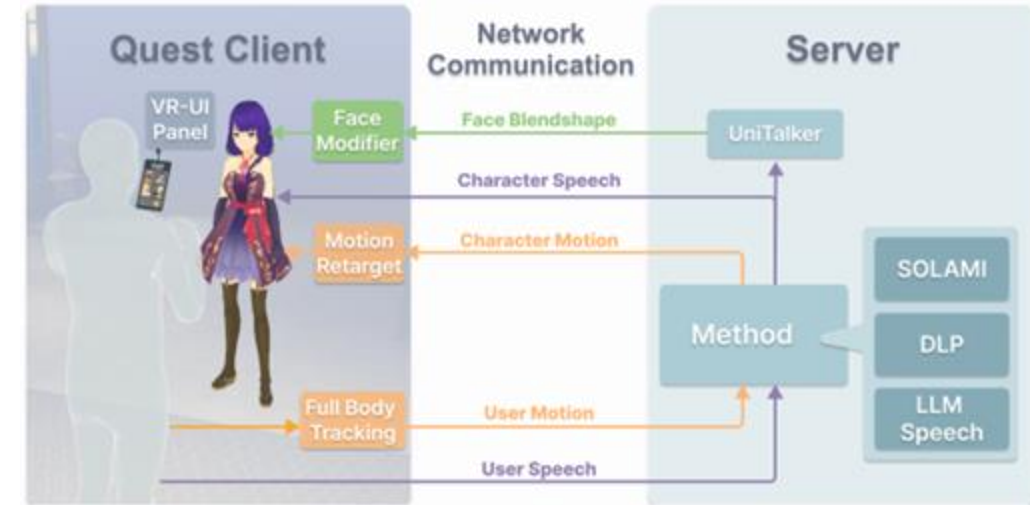 Quest Client
Network
Communication
Server
VR-UI
Panel
Face
Modifier
Face Blendshape
UniTalker
Character Speech
Motion
Retarget
Character Motion
SOLAMI
Method
DLP
Full Body
Tracking
User Motion
LLM
Speech
User Speech